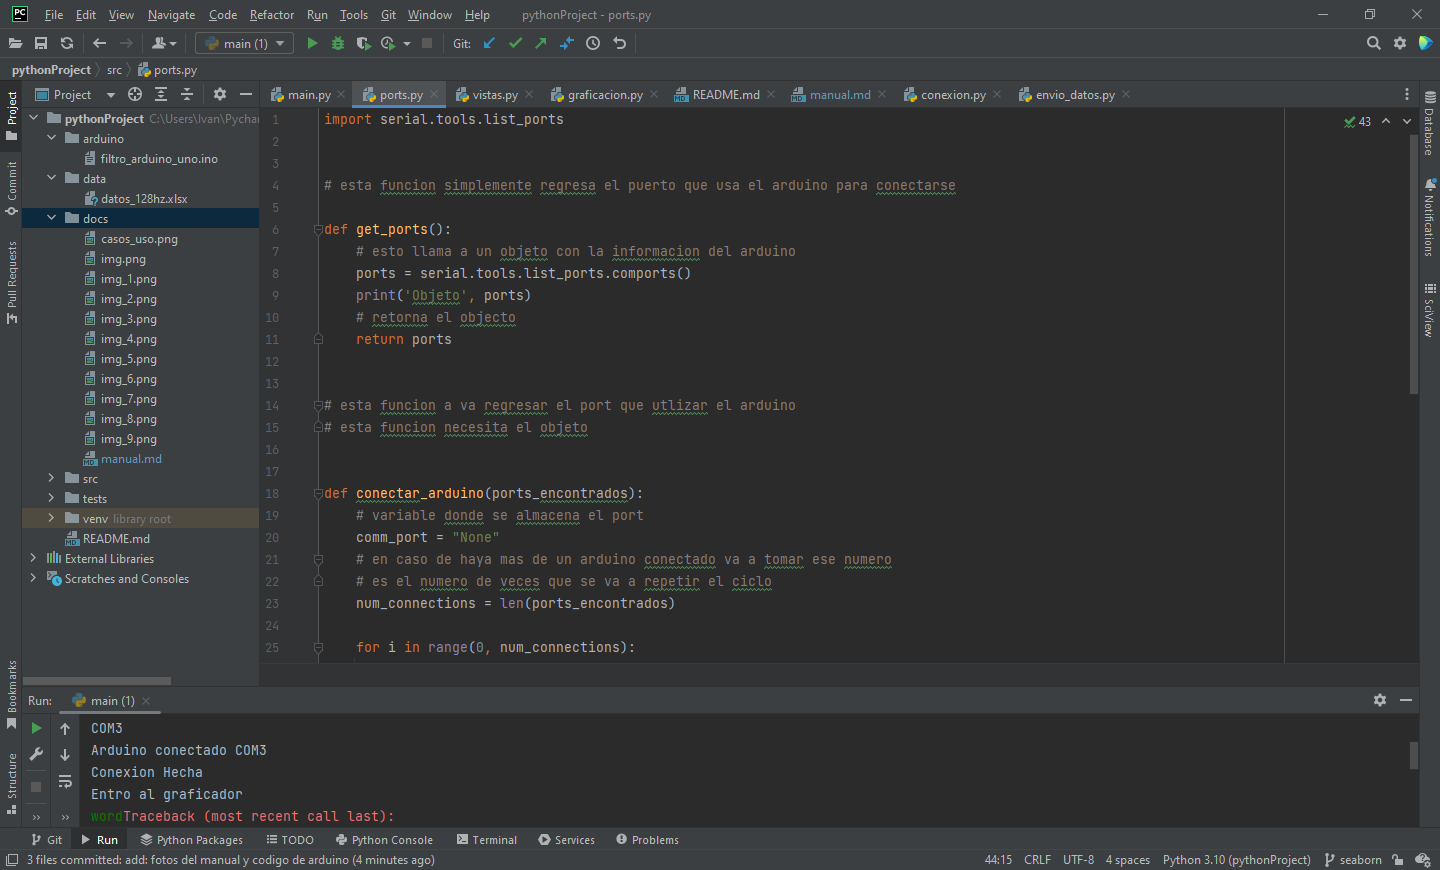 PC File Edit View Navigate Code Refactor Run Tools Git Window Help pythonProject - ports.py
main (1) Git:
pythonProject src ports.py
Project
main.py ports.py vistas.py graficacion.py README.md manual.md conexion.py envio_datos.py
pythonProject C:\Users\Ivan\Pychar
arduino
filtro_arduino_uno.ino
data
datos_128hz.xlsx
docs
casos_uso.png
img.png
img_1.png
img_2.png
img_3.png
img_4.png
img_5.png
img_6.png
img_7.png
img_8.png
img_9.png
MD manual.md
src
tests
venv library root
MD README.md
External Libraries
Scratches and Consoles
Project
Commit
Pull Requests
Bookmarks
Structure
43
1 import serial.tools.list_ports
2
3
4 # esta funcion simplemente regresa el puerto que usa el arduino para conectarse
5
6 def get_ports():
7 # esto llama a un objeto con la informacion del arduino
8 ports = serial.tools.list_ports.comports()
9 print('Objeto', ports)
10 # retorna el objecto
11 return ports
12
13
14 # esta funcion a va regresar el port que utlizar el arduino
15 # esta funcion necesita el objeto
16
17
18 def conectar_arduino(ports_encontrados):
19 # variable donde se almacena el port
20 comm_port = "None"
21 # en caso de haya mas de un arduino conectado va a tomar ese numero
22 # es el numero de veces que se va a repetir el ciclo
23 num_connections = len(ports_encontrados)
24
25 for i in range(0, num_connections):
Database
Notifications
SciView
Run: main (1)
COM3
Arduino conectado COM3
Conexion Hecha
Entro al graficador
wordTraceback (most recent call last):
Git Run Python Packages TODO Python Console Terminal Services Problems
3 files committed: add: fotos del manual y codigo de arduino (4 minutes ago) 44:15 CRLF UTF-8 4 spaces Python 3.10 (pythonProject) seaborn